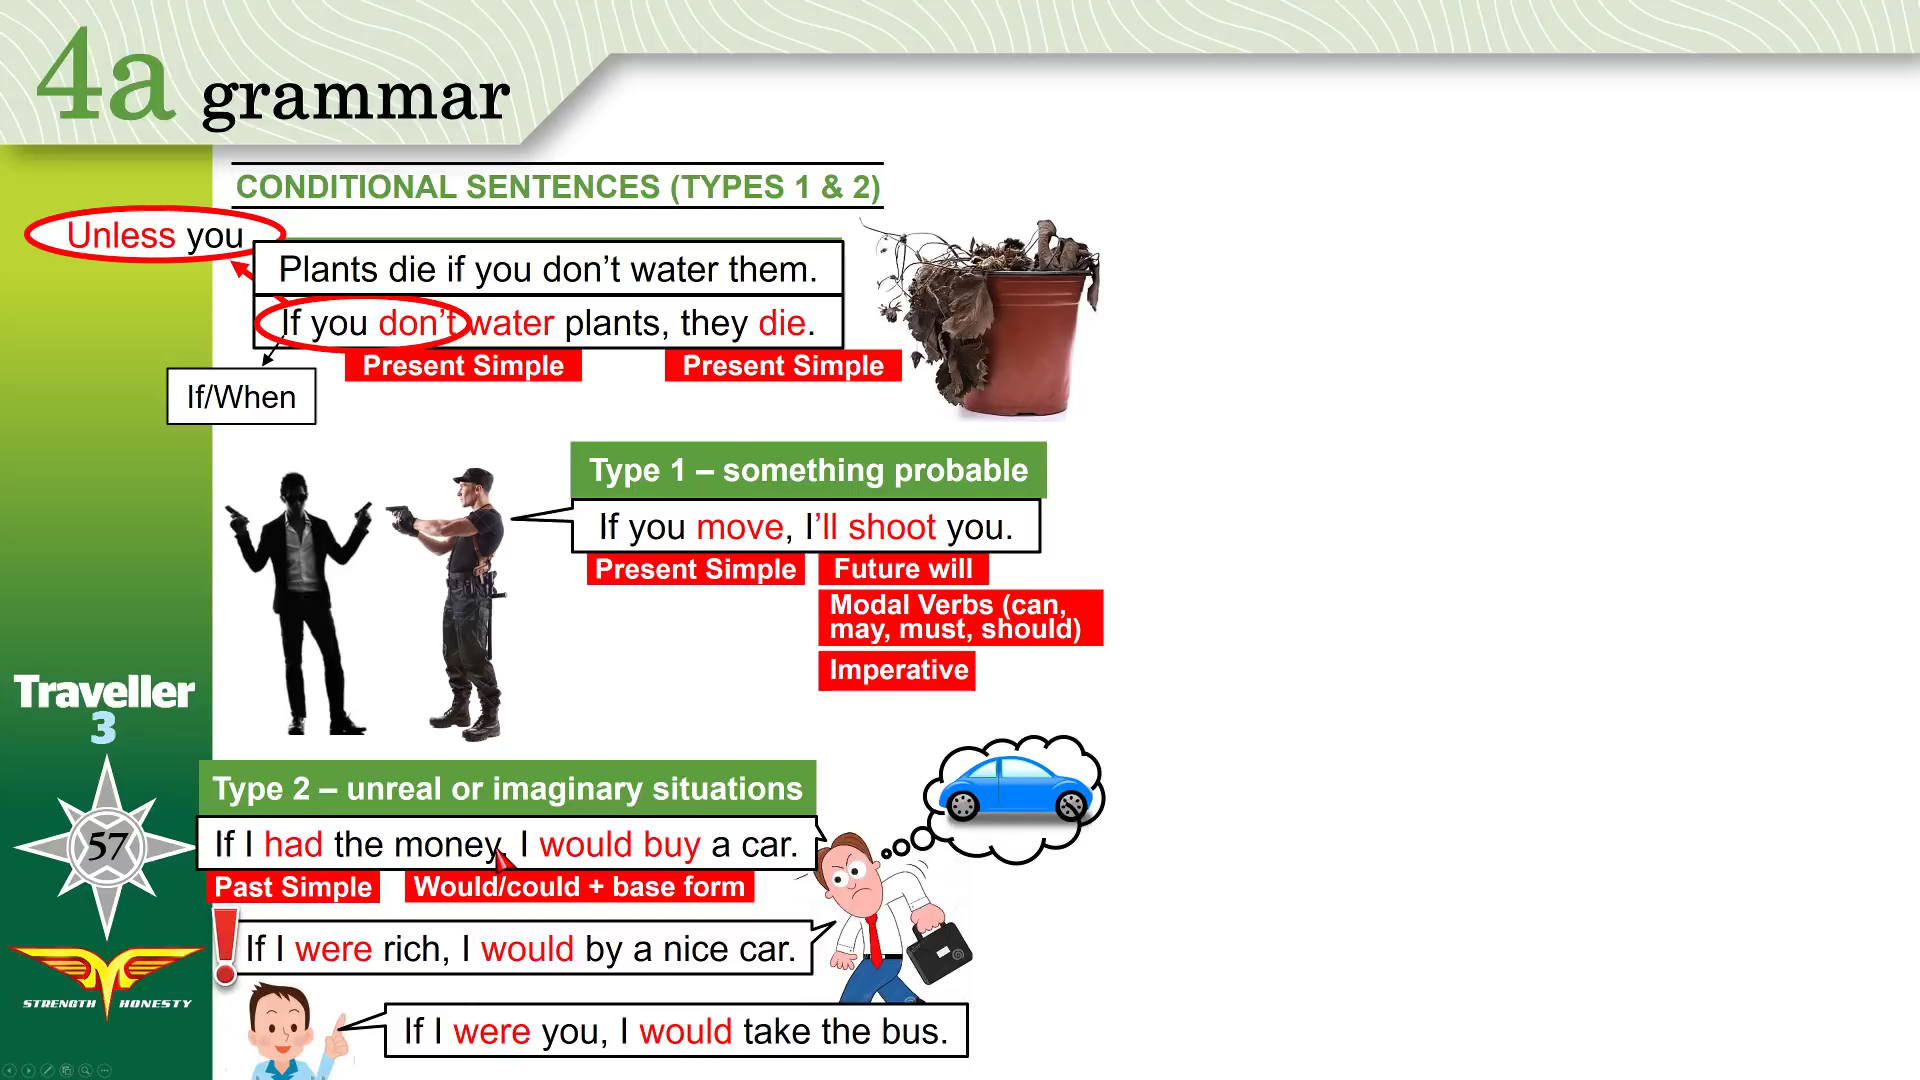 4a grammar
CONDITIONAL SENTENCES (TYPES 1 & 2)
Unless you
Plants die if you don't water them.
If you don't water plants, they die.
Present Simple Present Simple
If/When
Type 1 – something probable
If you move, I'll shoot you.
Present Simple Future will
Modal Verbs (can,
may, must, should)
Imperative
Traveller
3
Type 2 – unreal or imaginary situations
If I had the money, I would buy a car.
57
Past Simple Would/could + base form
If I were rich, I would by a nice car.
STRENGTH HONESTY
If I were you, I would take the bus.